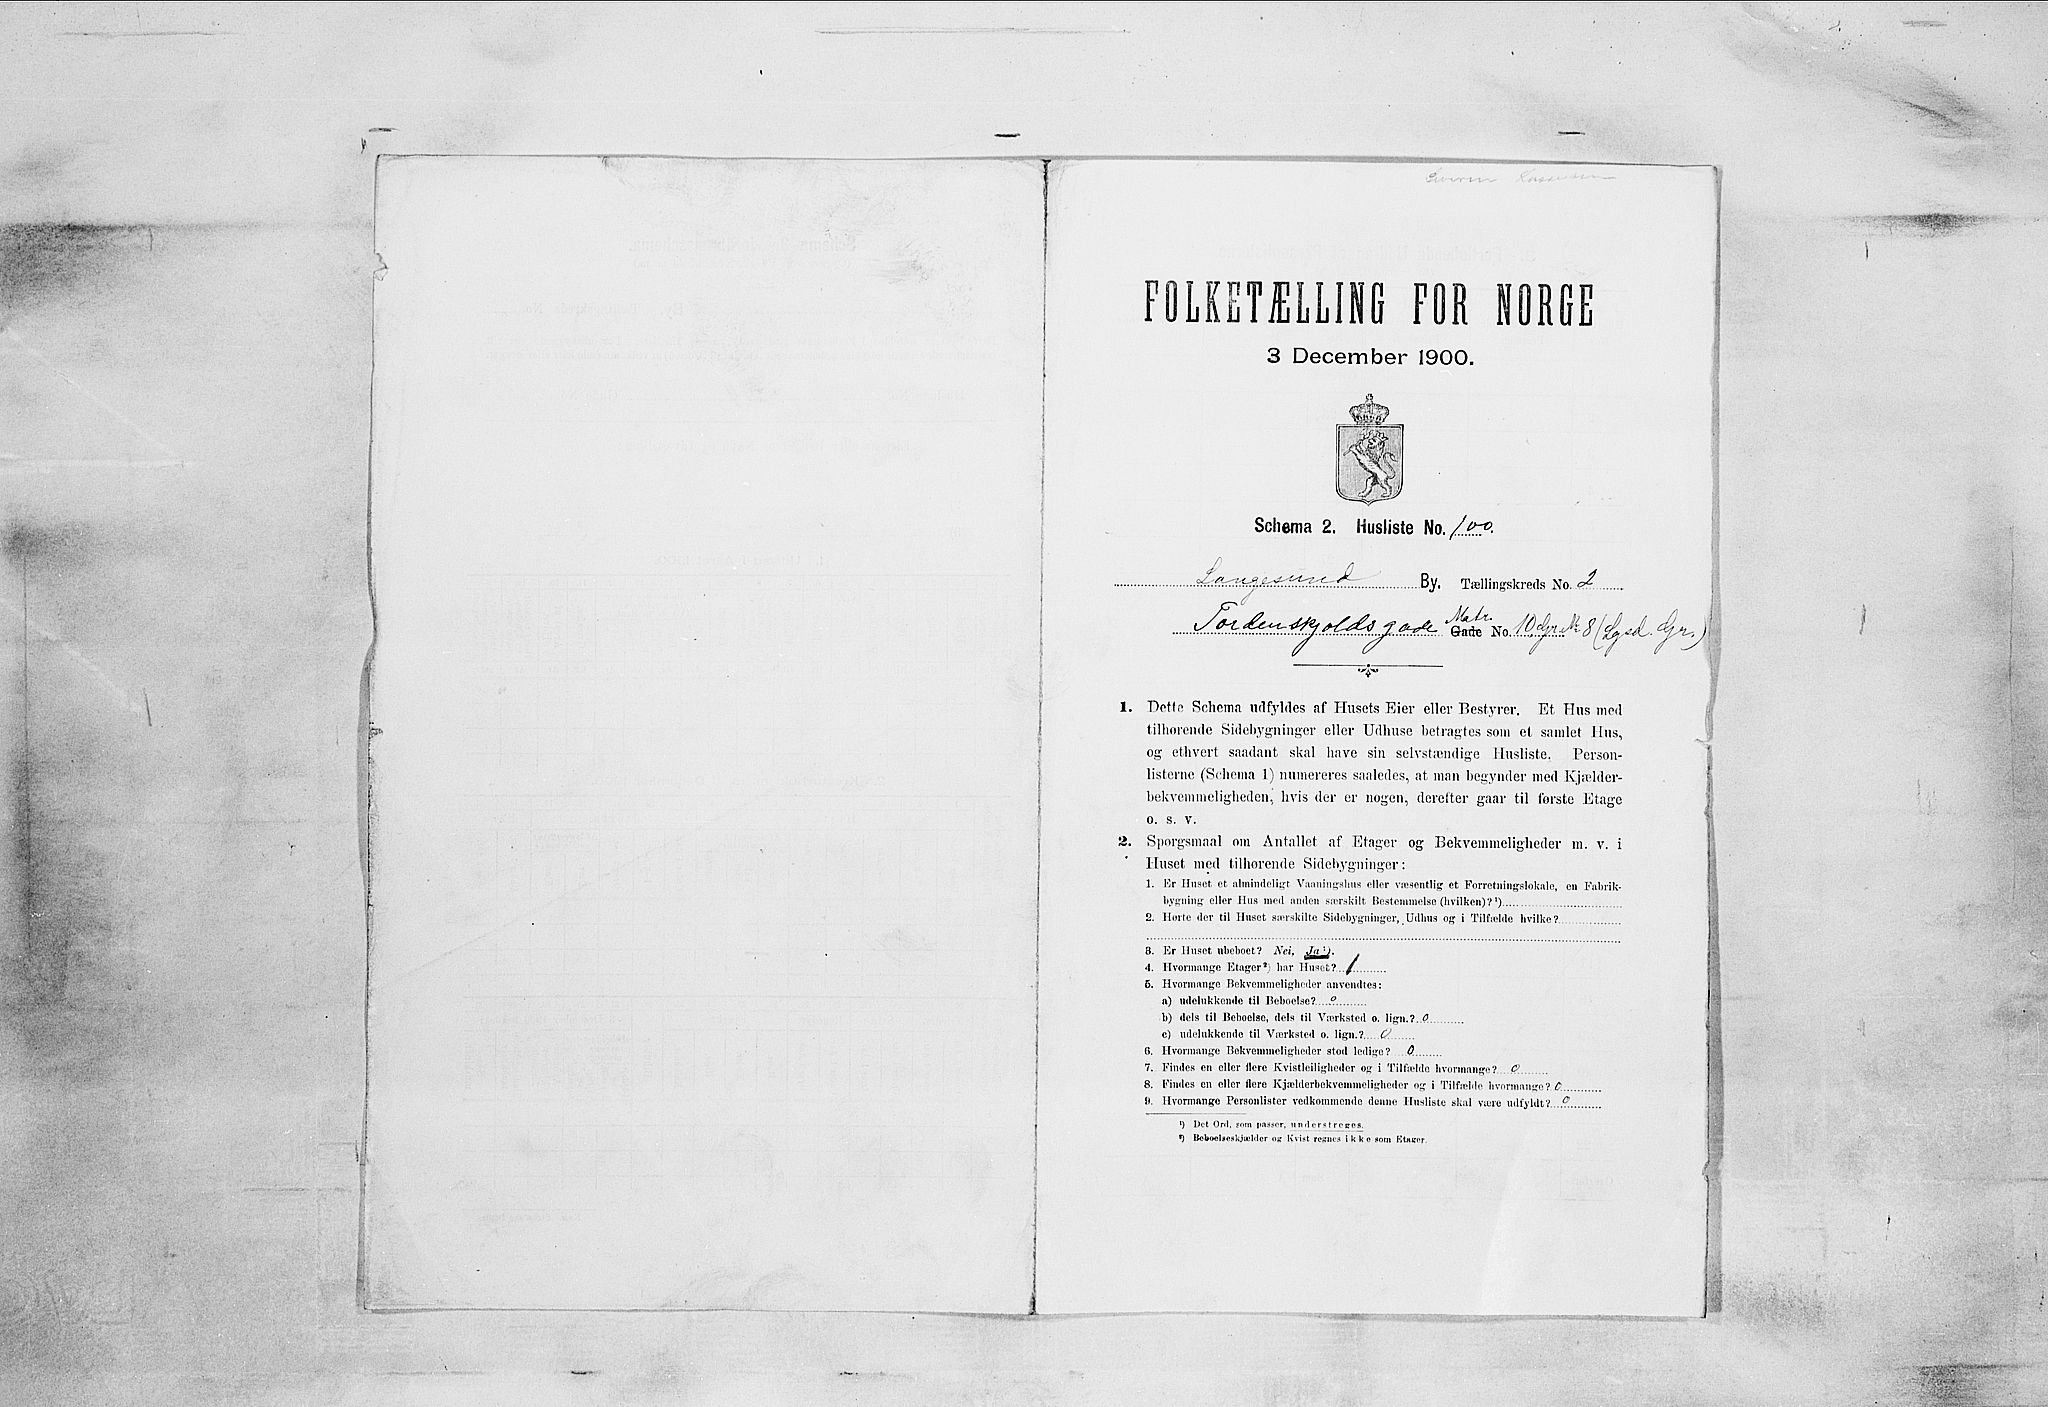 FOLKETÆLLING FOR NORGE
3 December 1900.
Schema 2. Husliste No. 100.
Langesund By. Tællingskreds No. 2
Tordenskjoldsgade Matr. Gade No. 10 Gr. Nr 8 (Lgsd. Gr.)
1. Dette Schema udfyldes af Husets Eier eller Bestyrer. Et Hus med
tilhørende Sidebygninger eller Udhuse betragtes som et samlet Hus,
og ethvert saadant skal have sin selvstændige Husliste. Person-
listerne (Schema 1) numereres saaledes, at man begynder med Kjælder-
bekvemmeligheden, hvis der er nogen, derefter gaar til første Etage
o. s. v.
2. Spørgsmaal om Antallet af Etager og Bekvemmeligheder m. v. i
Huset med tilhørende Sidebygninger:
1. Er Huset et almindeligt Vaaningshus eller væsentlig et Forretningslokale, en Fabrik-
bygning eller Hus med anden særskilt Bestemmelse (hvilken)?¹)
2. Hørte der til Huset særskilte Sidebygninger, Udhus og i Tilfælde hvilke?
3. Er Huset ubeboet? Nei, Ja¹).
4. Hvormange Etager²) har Huset? 1
5. Hvormange Bekvemmeligheder anvendtes:
a) udelukkende til Beboelse? 0
b) dels til Beboelse, dels til Værksted o. lign.? 0
c) udelukkende til Værksted o. lign.? 0
6. Hvormange Bekvemmeligheder stod ledige? 0
7. Findes en eller flere Kvistleiligheder og i Tilfælde hvormange? 0
8. Findes en eller flere Kjælderbekvemmeligheder og i Tilfælde hvormange? 0
9. Hvormange Personlister vedkommende denne Husliste skal være udfyldt? 0
¹) Det Ord, som passer, understreges.
²) Beboelseskjælder og Kvist regnes ikke som Etager.